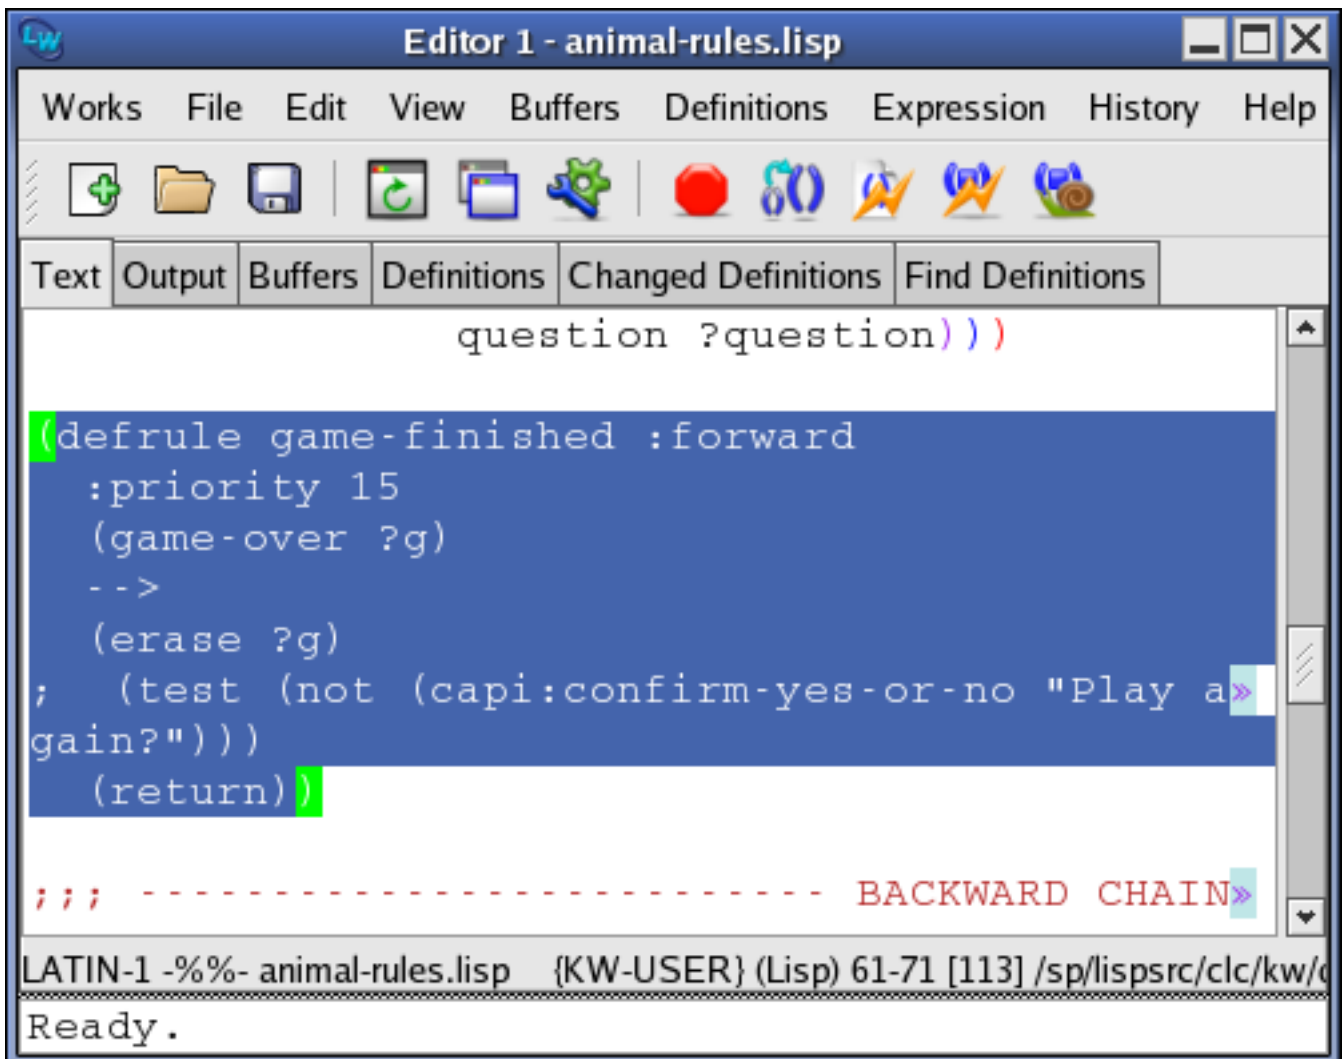 LW
Editor 1 - animal-rules.lisp
Works File Edit View Buffers Definitions Expression History Help
Text Output Buffers Definitions Changed Definitions Find Definitions
question ?question)))
(defrule game-finished :forward
:priority 15
(game-over ?g)
-->
(erase ?g)
; (test (not (capi:confirm-yes-or-no "Play a»
gain?")))
(return))
;;; -------------------------- BACKWARD CHAIN»
LATIN-1 -%%- animal-rules.lisp {KW-USER} (Lisp) 61-71 [113] /sp/lispsrc/clc/kw/
Ready.